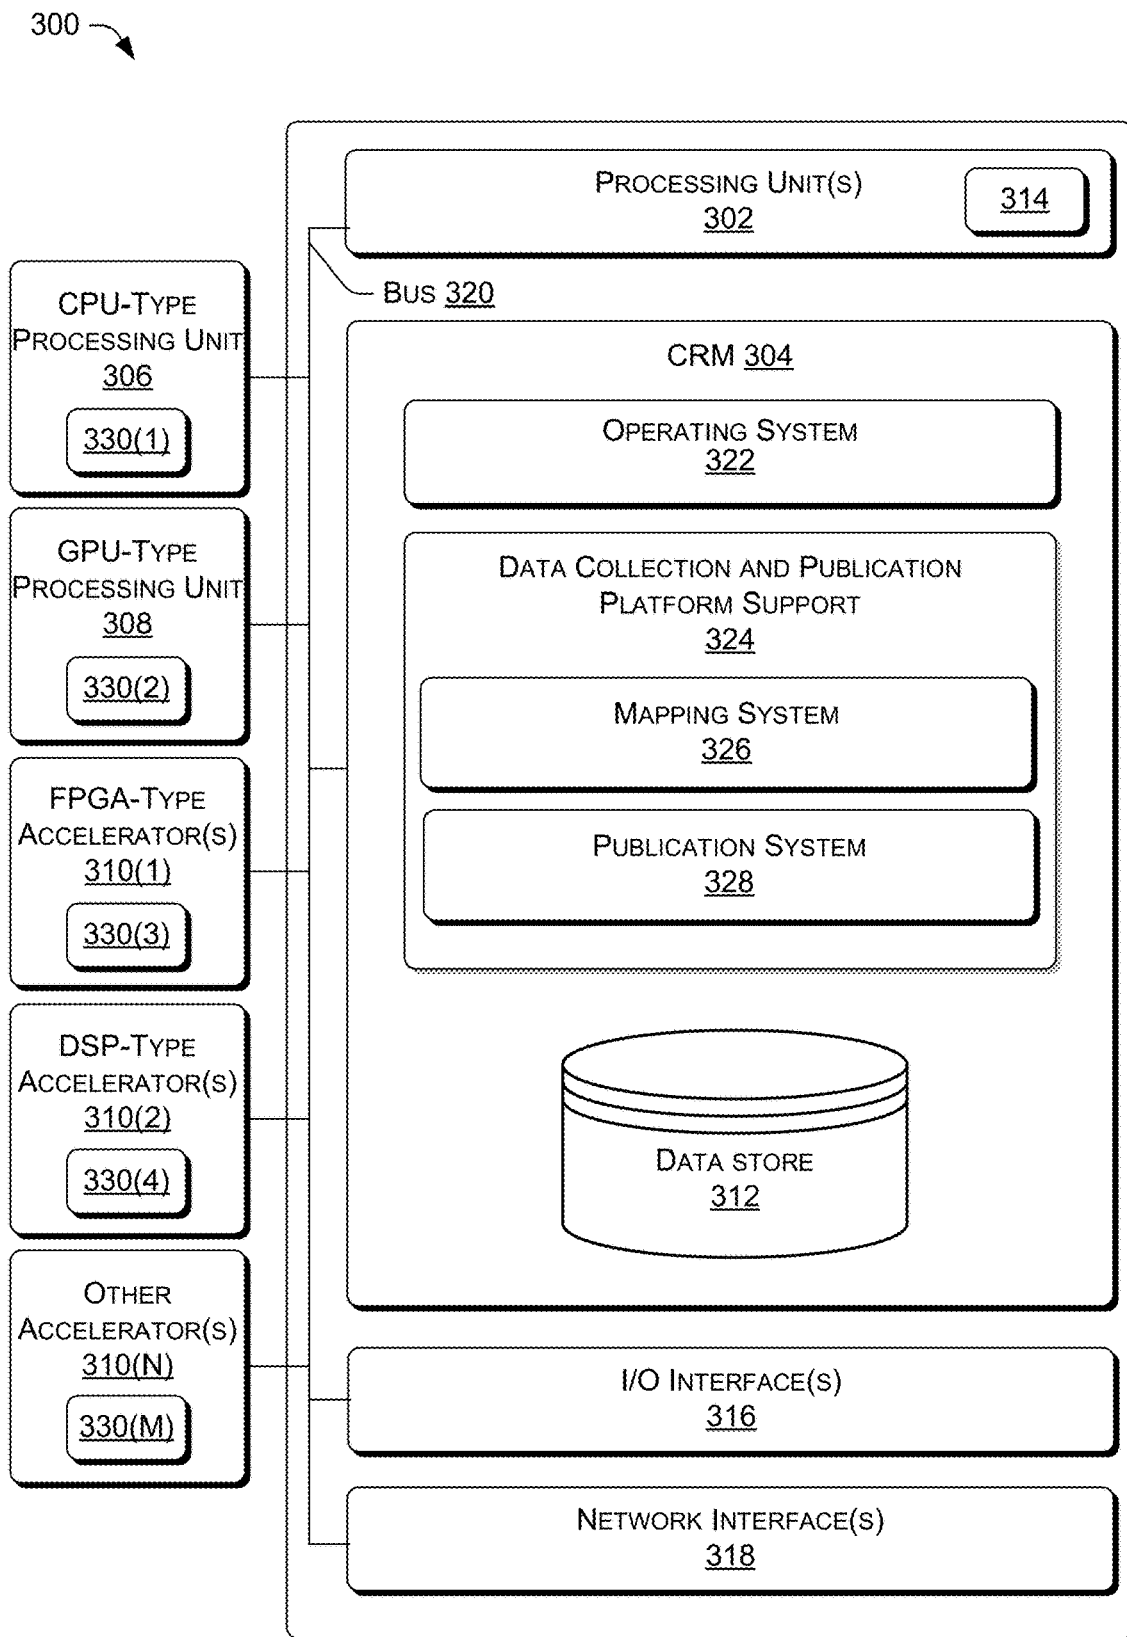 300
PROCESSING UNIT(S)
302
314
BUS 320
CPU-TYPE
PROCESSING UNIT
306
330(1)
GPU-TYPE
PROCESSING UNIT
308
330(2)
FPGA-TYPE
ACCELERATOR(S)
310(1)
330(3)
DSP-TYPE
ACCELERATOR(S)
310(2)
330(4)
OTHER
ACCELERATOR(S)
310(N)
330(M)
CRM 304
OPERATING SYSTEM
322
DATA COLLECTION AND PUBLICATION
PLATFORM SUPPORT
324
MAPPING SYSTEM
326
PUBLICATION SYSTEM
328
DATA STORE
312
I/O INTERFACE(S)
316
NETWORK INTERFACE(S)
318